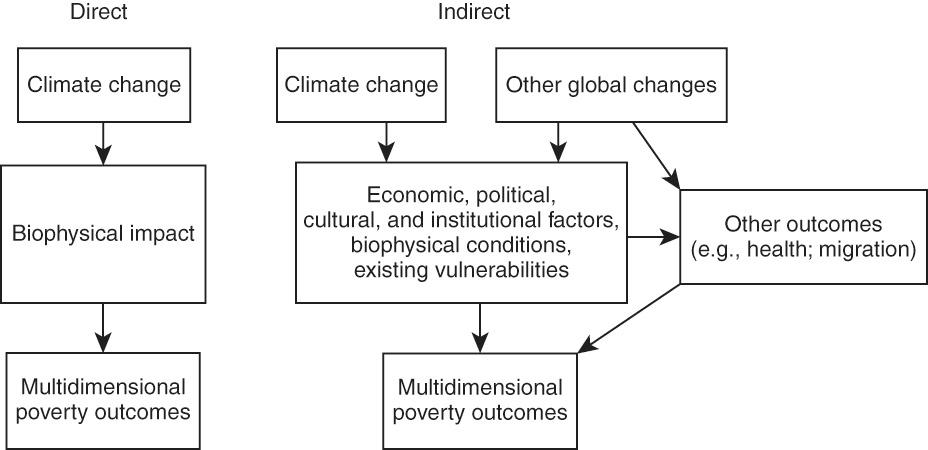 Direct
Climate change
Biophysical impact
Multidimensional
poverty outcomes
Indirect
Climate change
Other global changes
Economic, political,
cultural, and institutional factors,
biophysical conditions,
existing vulnerabilities
Other outcomes
(e.g., health; migration)
Multidimensional
poverty outcomes